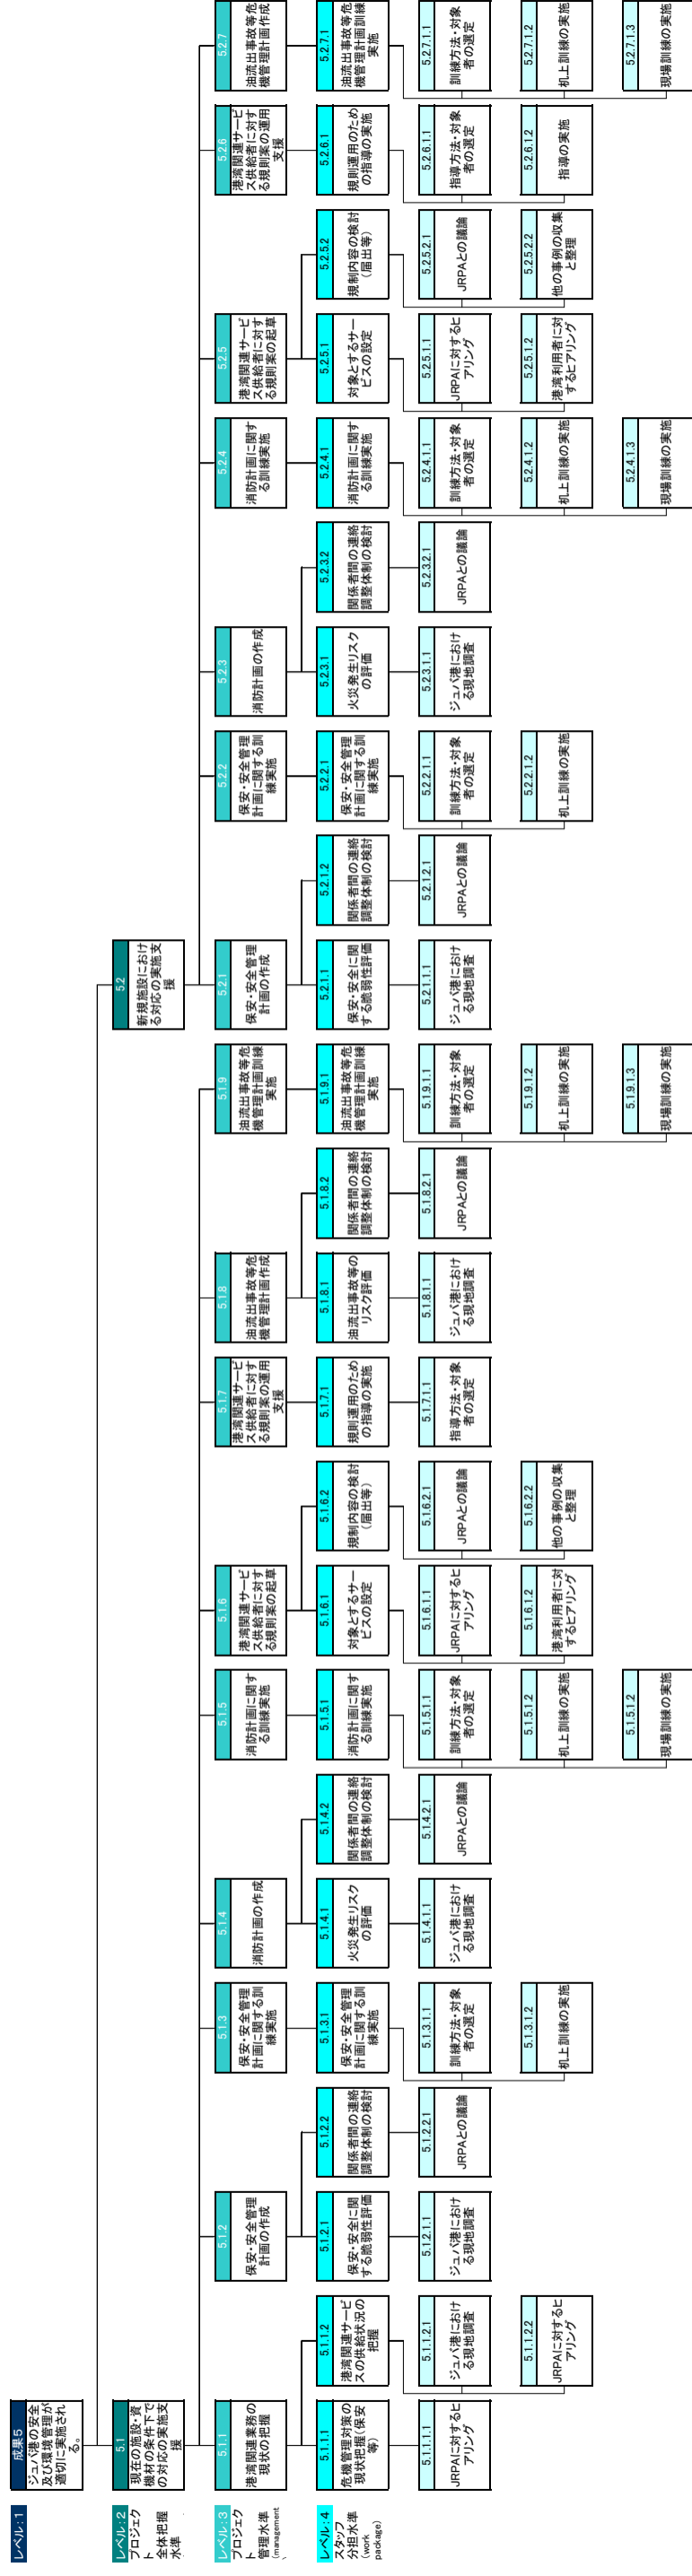 レベル：1
成果５
ジュバ港の安全
及び環境管理が
適切に実施され
る。
レベル：2
プロジェク
ト
全体把握
水準
5.1
現在の施設・資
機材の条件下で
の対応の実施支
援
5.2
新規施設におけ
る対応の実施支
援
レベル：3
プロジェク
ト
管理水準
(management
5.1.1
港湾関連業務の
現状の把握
5.1.2
保安・安全管理
計画の作成
5.1.3
保安・安全管理
計画に関する訓
練実施
5.1.4
消防計画の作成
5.1.5
消防計画に関す
る訓練実施
5.1.6
港湾関連サービ
ス供給者に対す
る規則案の起草
5.1.7
港湾関連サービ
ス供給者に対す
る規則案の運用
支援
5.1.8
油流出事故等危
機管理計画作成
5.1.9
油流出事故等危
機管理計画訓練
実施
5.2.1
保安・安全管理
計画の作成
5.2.2
保安・安全管理
計画に関する訓
練実施
5.2.3
消防計画の作成
5.2.4
消防計画に関す
る訓練実施
5.2.5
港湾関連サービ
ス供給者に対す
る規則案の起草
5.2.6
港湾関連サービ
ス供給者に対す
る規則案の運用
支援
5.2.7
油流出事故等危
機管理計画作成
レベル：4
スタッフ
分担水準
(work
package)
5.1.1.1
危機管理対策の
現状把握(保安
等)
5.1.1.2
港湾関連サービ
スの供給状況の
把握
5.1.2.1
保安・安全に関
する脆弱性評価
5.1.2.2
関係者間の連絡
調整体制の検討
5.1.3.1
保安・安全管理
計画に関する訓
練実施
5.1.4.1
火災発生リスク
の評価
5.1.4.2
関係者間の連絡
調整体制の検討
5.1.5.1
消防計画に関す
る訓練実施
5.1.6.1
対象とするサー
ビスの設定
5.1.6.2
規制内容の検討
（届出等）
5.1.7.1
規則運用のため
の指導の実施
5.1.8.1
油流出事故等の
リスク評価
5.1.8.2
関係者間の連絡
調整体制の検討
5.1.9.1
油流出事故等危
機管理計画訓練
実施
5.2.1.1
保安・安全に関
する脆弱性評価
5.2.1.2
関係者間の連絡
調整体制の検討
5.2.2.1
保安・安全管理
計画に関する訓
練実施
5.2.3.1
火災発生リスク
の評価
5.2.3.2
関係者間の連絡
調整体制の検討
5.2.4.1
消防計画に関す
る訓練実施
5.2.5.1
対象とするサー
ビスの設定
5.2.5.2
規制内容の検討
（届出等）
5.2.6.1
規則運用のため
の指導の実施
5.2.7.1
油流出事故等危
機管理計画訓練
実施
5.1.1.1.1
JRPAに対するヒ
アリング
5.1.1.2.1
ジュバ港におけ
る現地調査
5.1.2.1.1
ジュバ港におけ
る現地調査
5.1.2.2.1
JRPAとの議論
5.1.3.1.1
訓練方法・対象
者の選定
5.1.4.1.1
ジュバ港におけ
る現地調査
5.1.4.2.1
JRPAとの議論
5.1.5.1.1
訓練方法・対象
者の選定
5.1.6.1.1
JRPAに対するヒ
アリング
5.1.6.2.1
JRPAとの議論
5.1.7.1.1
指導方法・対象
者の選定
5.1.8.1.1
ジュバ港におけ
る現地調査
5.1.8.2.1
JRPAとの議論
5.1.9.1.1
訓練方法・対象
者の選定
5.2.1.1.1
ジュバ港におけ
る現地調査
5.2.1.2.1
JRPAとの議論
5.2.2.1.1
訓練方法・対象
者の選定
5.2.3.1.1
ジュバ港におけ
る現地調査
5.2.3.2.1
JRPAとの議論
5.2.4.1.1
訓練方法・対象
者の選定
5.2.5.1.1
JRPAに対するヒ
アリング
5.2.5.2.1
JRPAとの議論
5.2.6.1.1
指導方法・対象
者の選定
5.2.7.1.1
訓練方法・対象
者の選定
5.1.1.2.2
JRPAに対するヒ
アリング
5.1.3.1.2
机上訓練の実施
5.1.5.1.2
机上訓練の実施
5.1.6.1.2
港湾利用者に対
するヒアリング
5.1.6.2.2
他の事例の収集
と整理
5.1.9.1.2
机上訓練の実施
5.2.2.1.2
机上訓練の実施
5.2.4.1.2
机上訓練の実施
5.2.5.1.2
港湾利用者に対
するヒアリング
5.2.5.2.2
他の事例の収集
と整理
5.2.6.1.2
指導の実施
5.2.7.1.2
机上訓練の実施
5.1.5.1.2
現場訓練の実施
5.1.9.1.3
現場訓練の実施
5.2.4.1.3
現場訓練の実施
5.2.7.1.3
現場訓練の実施